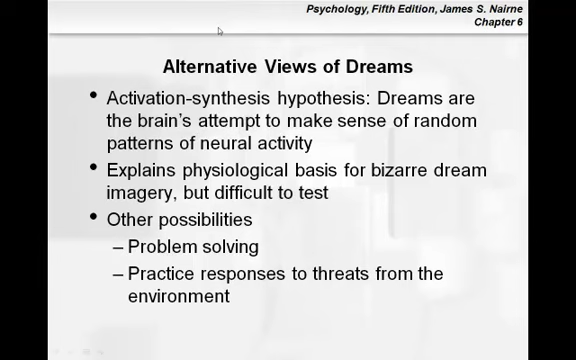 Psychology, Fifth Edition, James S. Nairne
Chapter 6
Alternative Views of Dreams
• Activation-synthesis hypothesis: Dreams are
the brain's attempt to make sense of random
patterns of neural activity
• Explains physiological basis for bizarre dream
imagery, but difficult to test
• Other possibilities
– Problem solving
– Practice responses to threats from the
environment